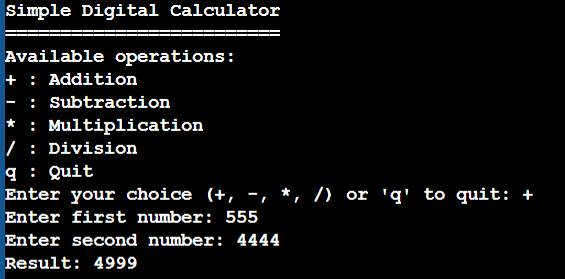 Simple Digital Calculator
=========================
Available operations:
+ : Addition
- : Subtraction
* : Multiplication
/ : Division
q : Quit
Enter your choice (+, -, *, /) or 'q' to quit: +
Enter first number: 555
Enter second number: 4444
Result: 4999